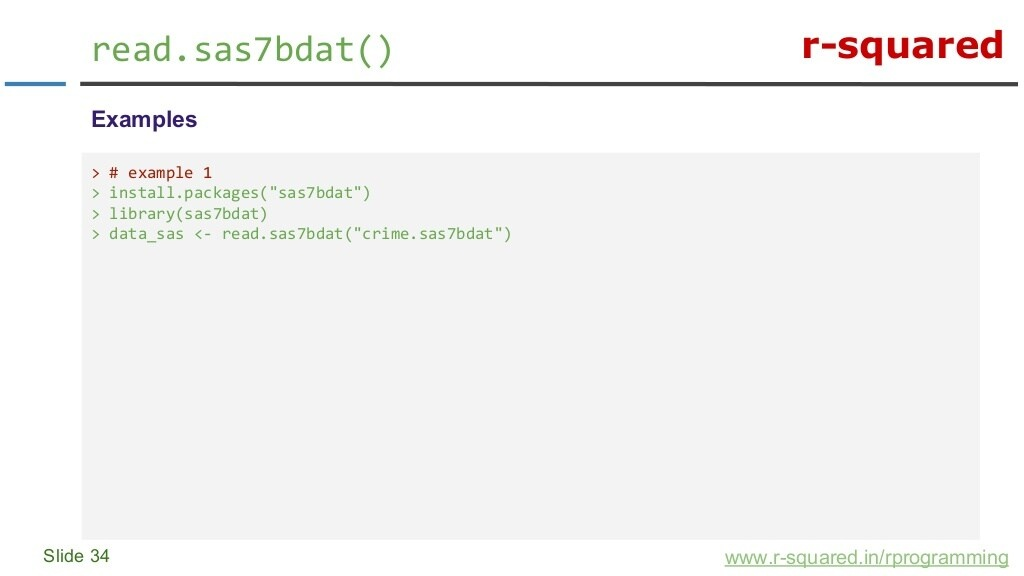 read.sas7bdat()
r-squared
Examples
> # example 1
> install.packages("sas7bdat")
> library(sas7bdat)
> data_sas <- read.sas7bdat("crime.sas7bdat")
Slide 34
www.r-squared.in/rprogramming